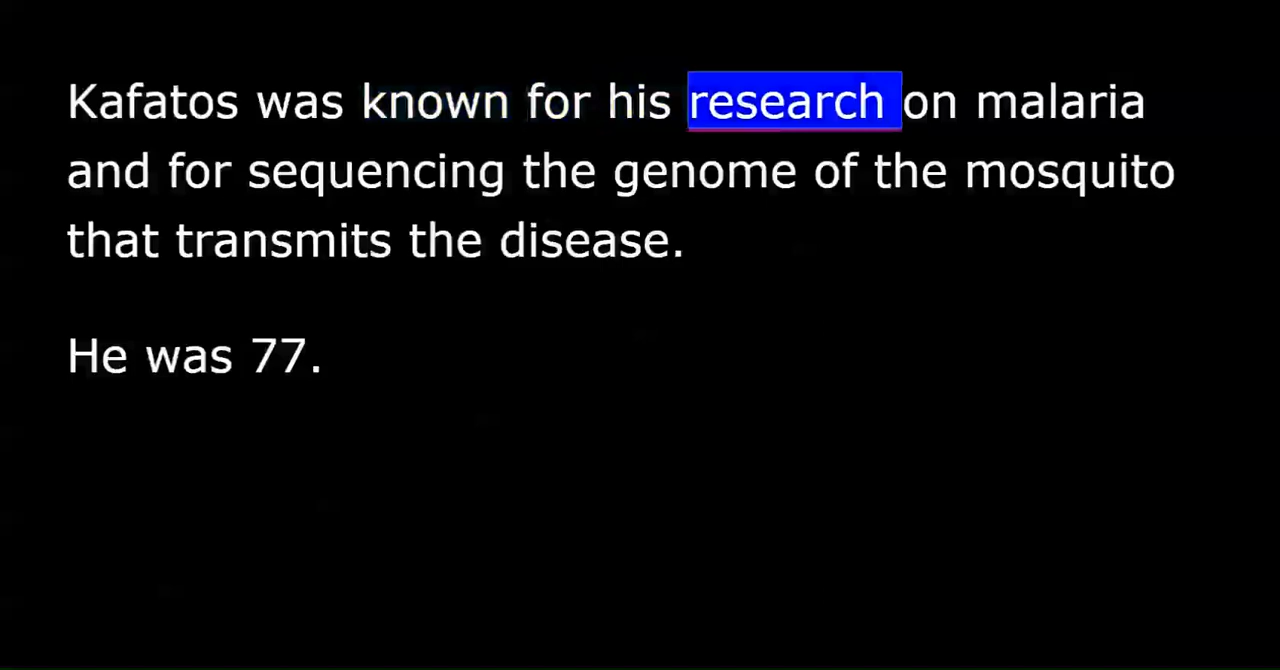 Kafatos was known for his research on malaria
and for sequencing the genome of the mosquito
that transmits the disease.
He was 77.